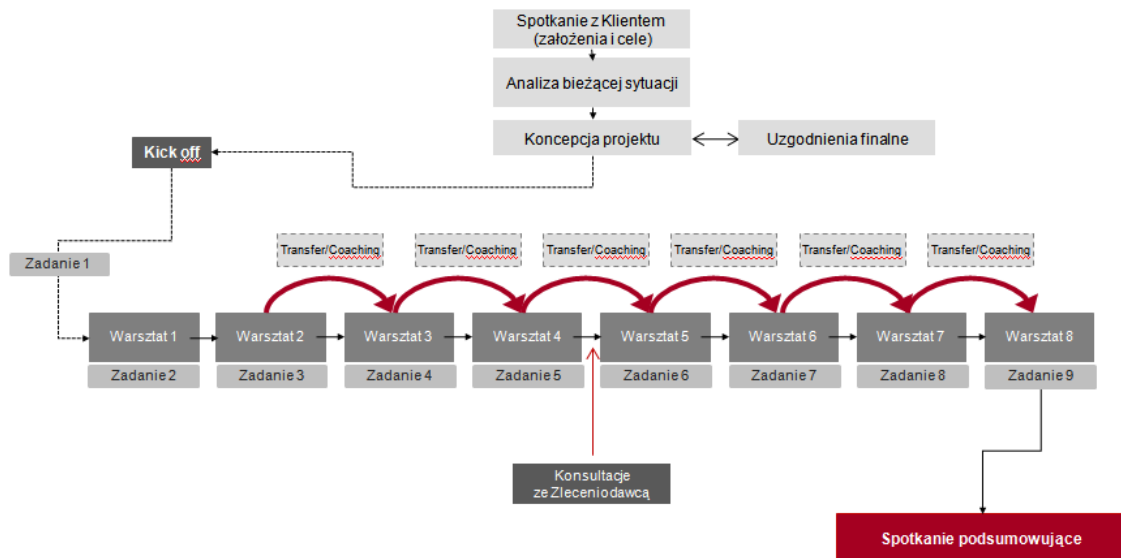 Spotkanie z Klientem
(założenia i cele)
Analiza bieżącej sytuacji
Koncepcja projektu
Uzgodnienia finalne
Kick off
Zadanie 1
Transfer/Coaching
Transfer/Coaching
Transfer/Coaching
Transfer/Coaching
Transfer/Coaching
Transfer/Coaching
Warsztat 1
Warsztat 2
Warsztat 3
Warsztat 4
Warsztat 5
Warsztat 6
Warsztat 7
Warsztat 8
Zadanie 2
Zadanie 3
Zadanie 4
Zadanie 5
Zadanie 6
Zadanie 7
Zadanie 8
Zadanie 9
Konsultacje
ze Zleceniodawcą
Spotkanie podsumowujące